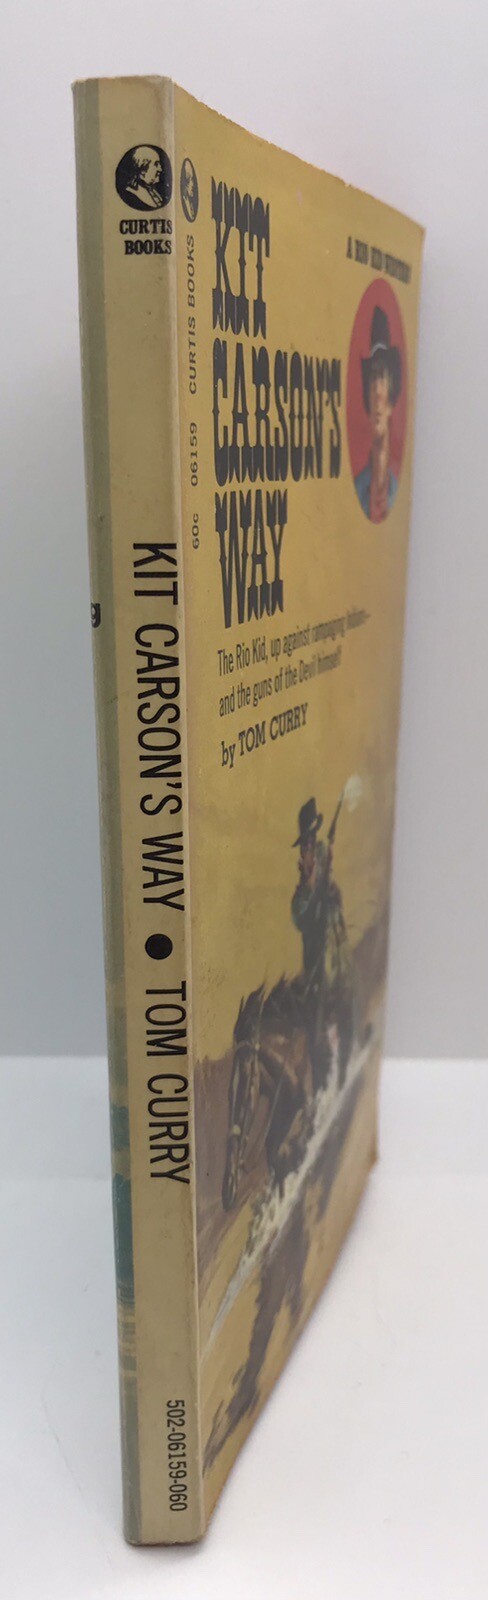 CURTIS
BOOKS
KIT CARSON'S WAY • TOM CURRY
502-06159-060
60c 06159 CURTIS BOOKS
A RIO KID WESTERN
KIT
CARSON'S
WAY
The Rio Kid, up against rampaging Indians—
and the guns of the Devil himself
by TOM CURRY
g